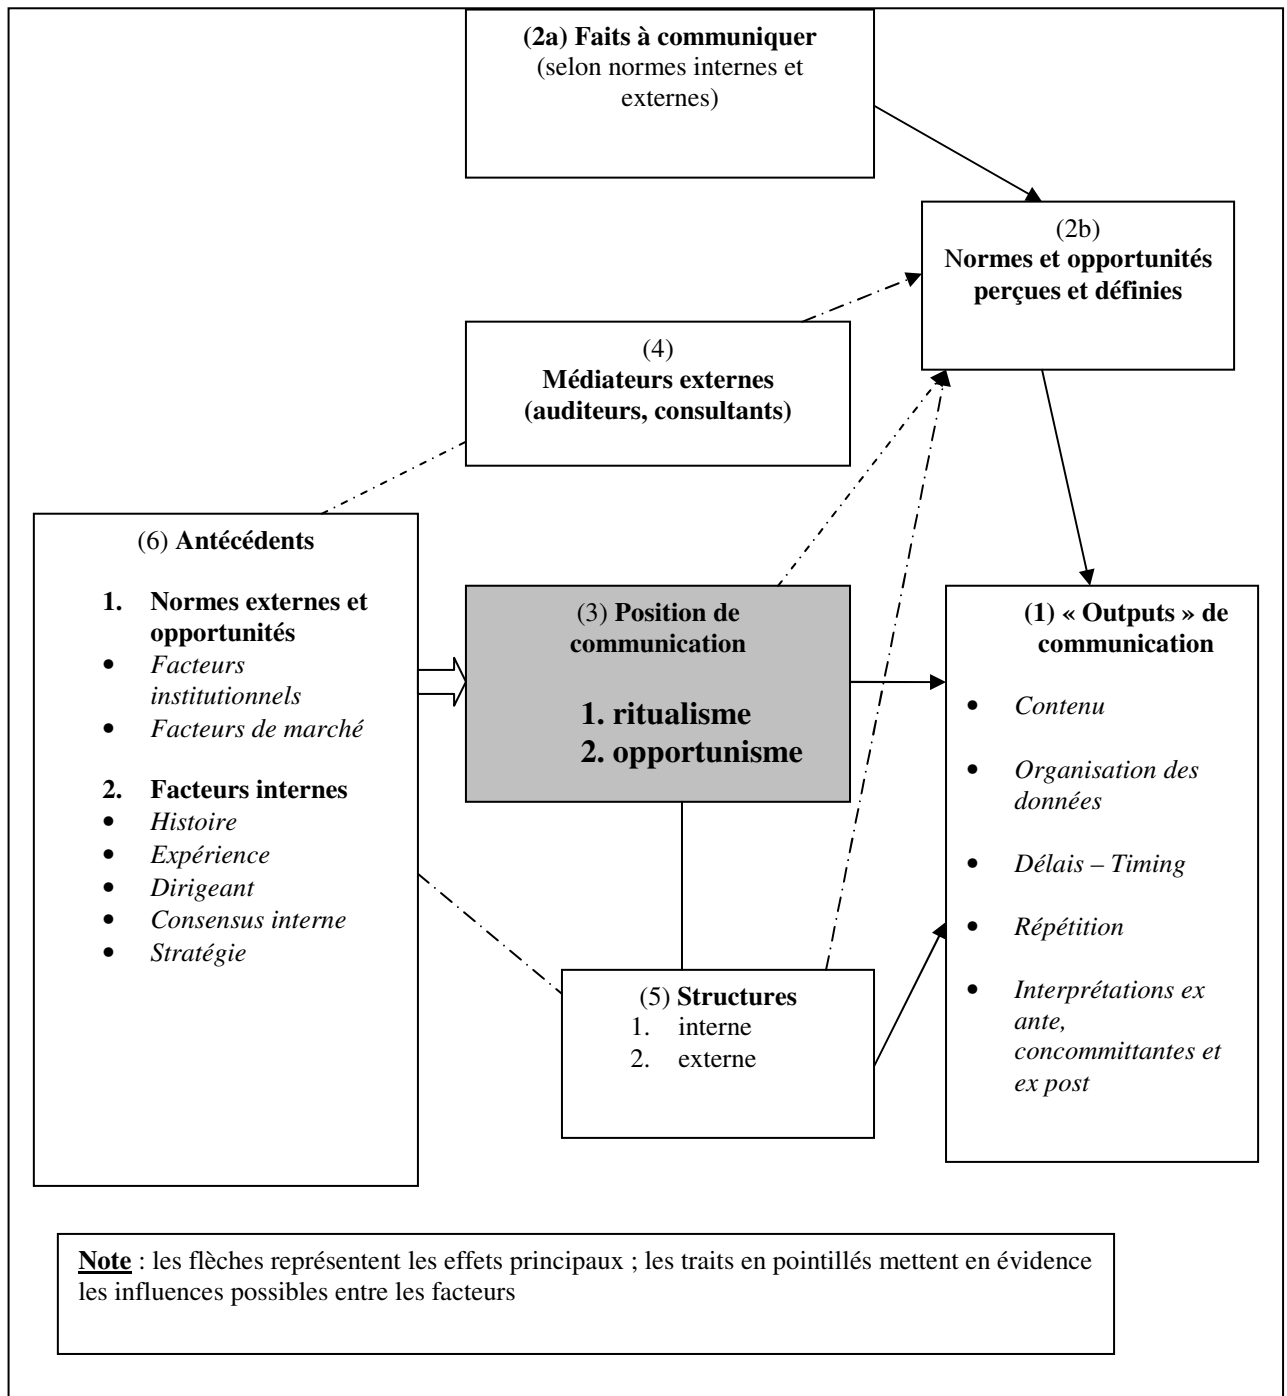 (2a) Faits à communiquer
(selon normes internes et
externes)
(2b)
Normes et opportunités
perçues et définies
(4)
Médiateurs externes
(auditeurs, consultants)
(6) Antécédents
1. Normes externes et
opportunités
• Facteurs
institutionnels
• Facteurs de marché
2. Facteurs internes
• Histoire
• Expérience
• Dirigeant
• Consensus interne
• Stratégie
(3) Position de
communication
1. ritualisme
2. opportunisme
(1) « Outputs » de
communication
• Contenu
• Organisation des
données
• Délais – Timing
• Répétition
• Interprétations ex
ante,
concommittantes et
ex post
(5) Structures
1. interne
2. externe
Note : les flèches représentent les effets principaux ; les traits en pointillés mettent en évidence
les influences possibles entre les facteurs